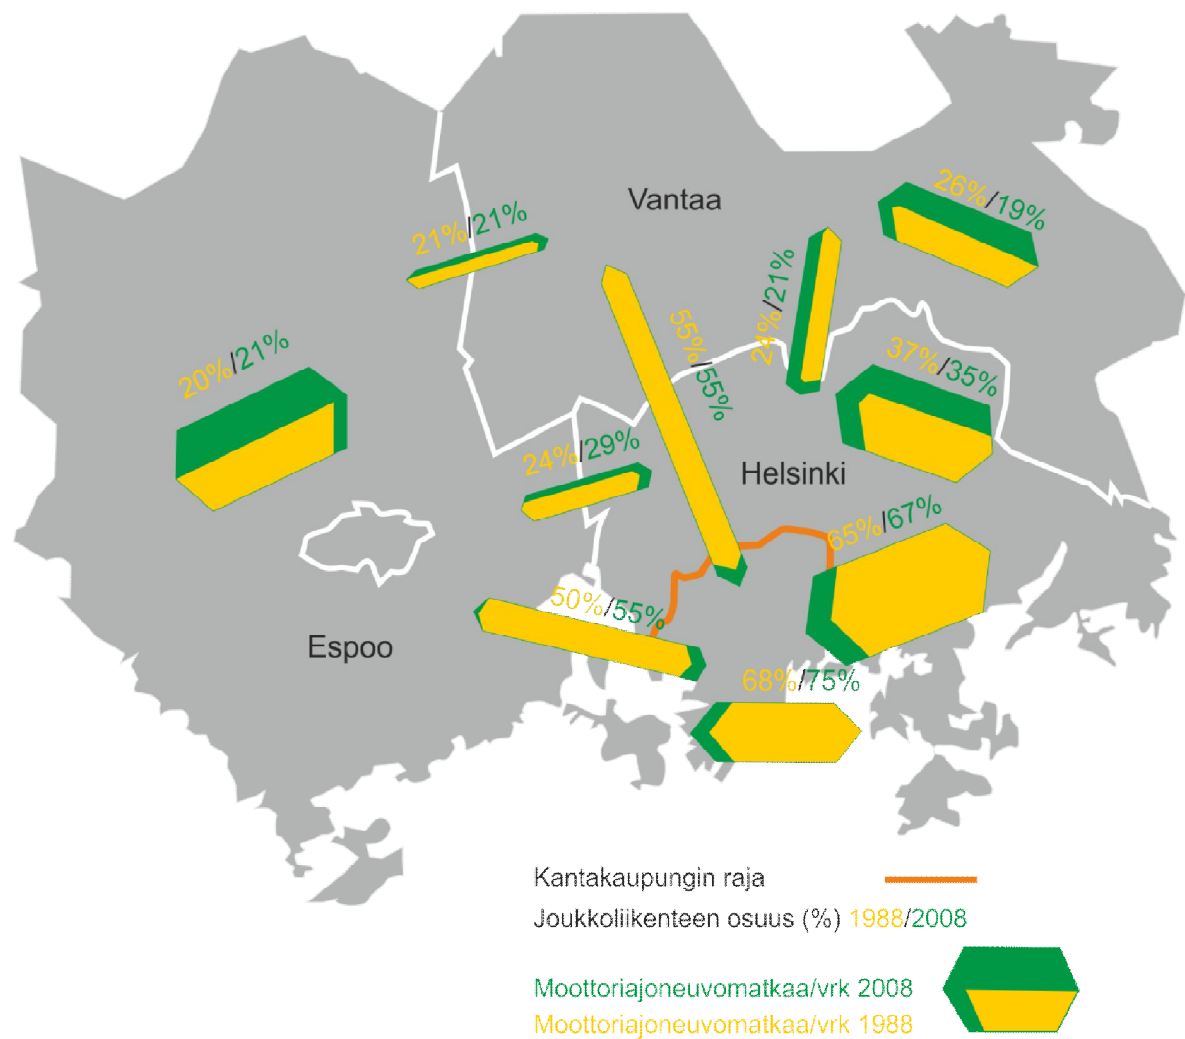 26%/19%
Vantaa
21%/21%
24%/21%
55%/55%
20%/21%
37%/35%
24%/29%
Helsinki
65%/67%
50%/55%
Espoo
68%/75%
Kantakaupungin raja
Joukkoliikenteen osuus (%) 1988/2008
Moottoriajoneuvomatkaa/vrk 2008
Moottoriajoneuvomatkaa/vrk 1988